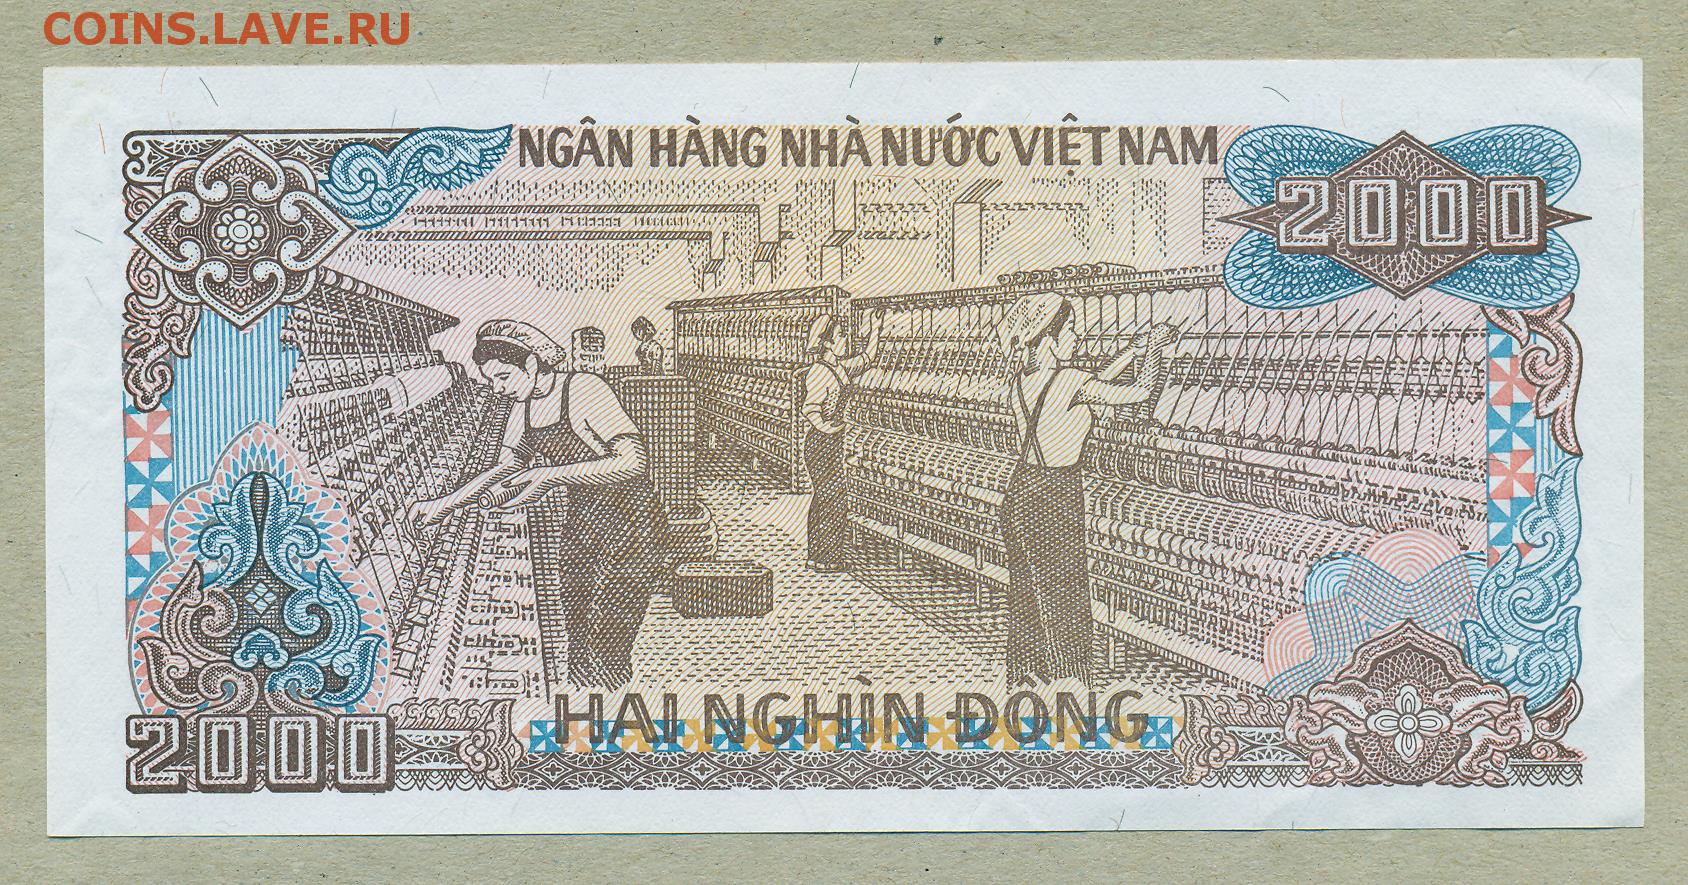 COINS.LAVE.RU
NGÂN HÀNG NHÀ NƯỚC VIỆT NAM
2000
HAI NGHÌN ĐỒNG
2000